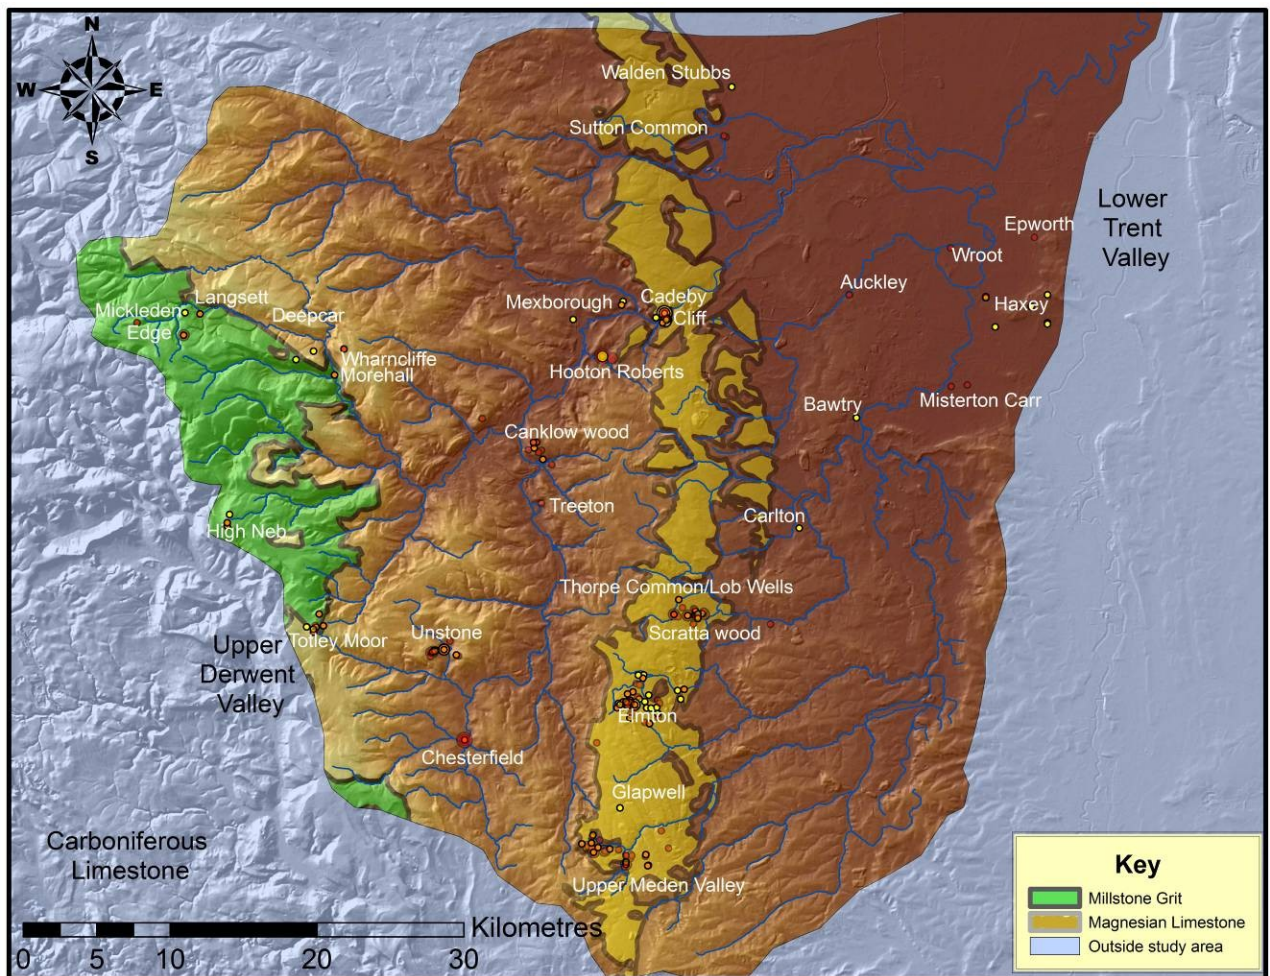 N
W E
S
Walden Stubbs
Sutton Common
Lower
Trent
Valley
Epworth
Wroot
Auckley
Haxey
Mickleden
Edge
Langsett
Deepcar
Mexborough
Cadeby
Cliff
Wharncliffe
Morehall
Hooton Roberts
Misterton Carr
Bawtry
Canklow wood
Treeton
Carlton
High Neb
Thorpe Common/Lob Wells
Scratta wood
Totley Moor
Unstone
Upper
Derwent
Valley
Elmton
Chesterfield
Glapwell
Carboniferous
Limestone
Upper Meden Valley
Kilometres
0 5 10 20 30
Key
Millstone Grit
Magnesian Limestone
Outside study area